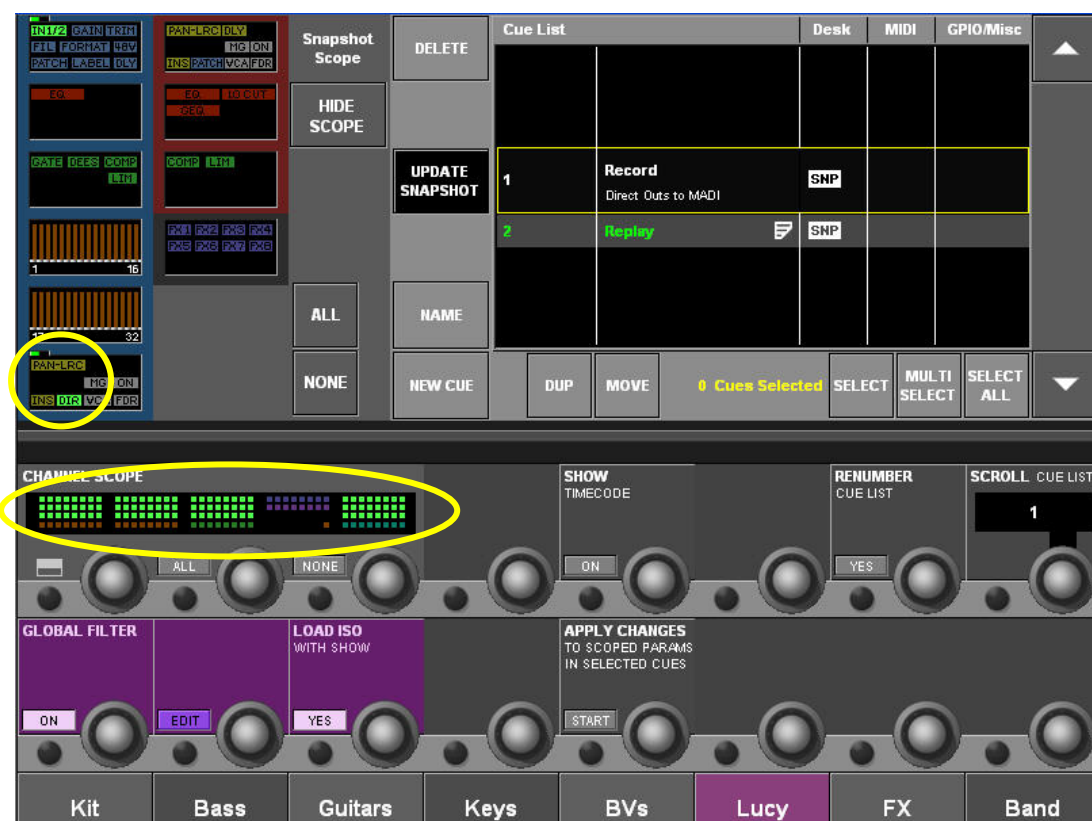 IN1/2 GAIN TRIM
FIL FORMAT 48V
PATCH LABEL DLY
PAN-LRC DLY
MG ON
INS PATCH VCA FDR
Snapshot
Scope
DELETE
Cue List Desk MIDI GPIO/Misc
EQ
EQ LO CUT
GEQ
HIDE
SCOPE
GATE DEES COMP
LIM
COMP LIM
UPDATE
SNAPSHOT
1 Record SNP
Direct Outs to MADI
2 Replay SNP
FX1 FX2 FX3 FX4
FX5 FX6 FX7 FX8
1 16
17 32
ALL
NAME
PAN-LRC
MG ON
INS DIR VCA FDR
NONE
NEW CUE
DUP
MOVE
0 Cues Selected
SELECT
MULTI
SELECT
SELECT
ALL
CHANNEL SCOPE
SHOW
TIMECODE
RENUMBER
CUE LIST
SCROLL CUE LIST
1
ALL
NONE
ON
YES
GLOBAL FILTER
LOAD ISO
WITH SHOW
APPLY CHANGES
TO SCOPED PARAMS
IN SELECTED CUES
ON
EDIT
YES
START
Kit Bass Guitars Keys BVs Lucy FX Band